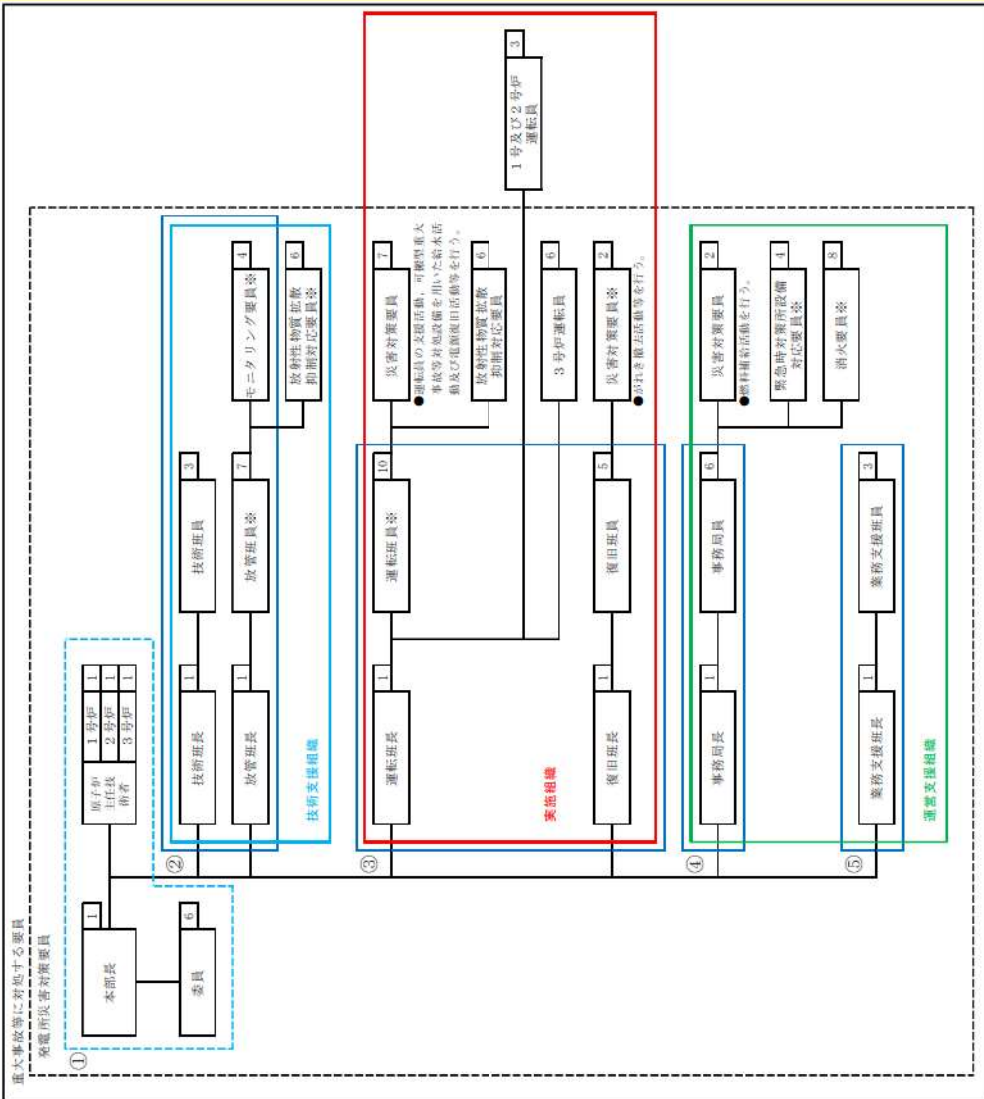 重大事故等に対処する要員
発電所災害対策要員
①
本部長
1
委員
6
原子炉
主任技
術者
1号炉
1
2号炉
1
3号炉
1
②
技術班長
1
技術班員
3
放管班長
1
放管班員※
7
モニタリング要員※
4
放射性物質拡散
抑制対応要員※
6
技術支援組織
③
運転班長
1
運転班員※
10
災害対策要員
7
●運転員の支援活動，可搬型重大
事故等対処設備を用いた給水活
動及び電源復旧活動等を行う。
放射性物質拡散
抑制対応要員
6
3号炉運転員
6
1号及び2号炉
運転員
3
復旧班長
1
復旧班員
5
災害対策要員※
2
●がれき撤去活動等を行う。
実施組織
④
事務局長
1
事務局員
6
災害対策要員
2
●燃料補給活動を行う。
緊急時対策所設備
対応要員※
4
消火要員※
8
⑤
業務支援班長
1
業務支援班員
3
運営支援組織